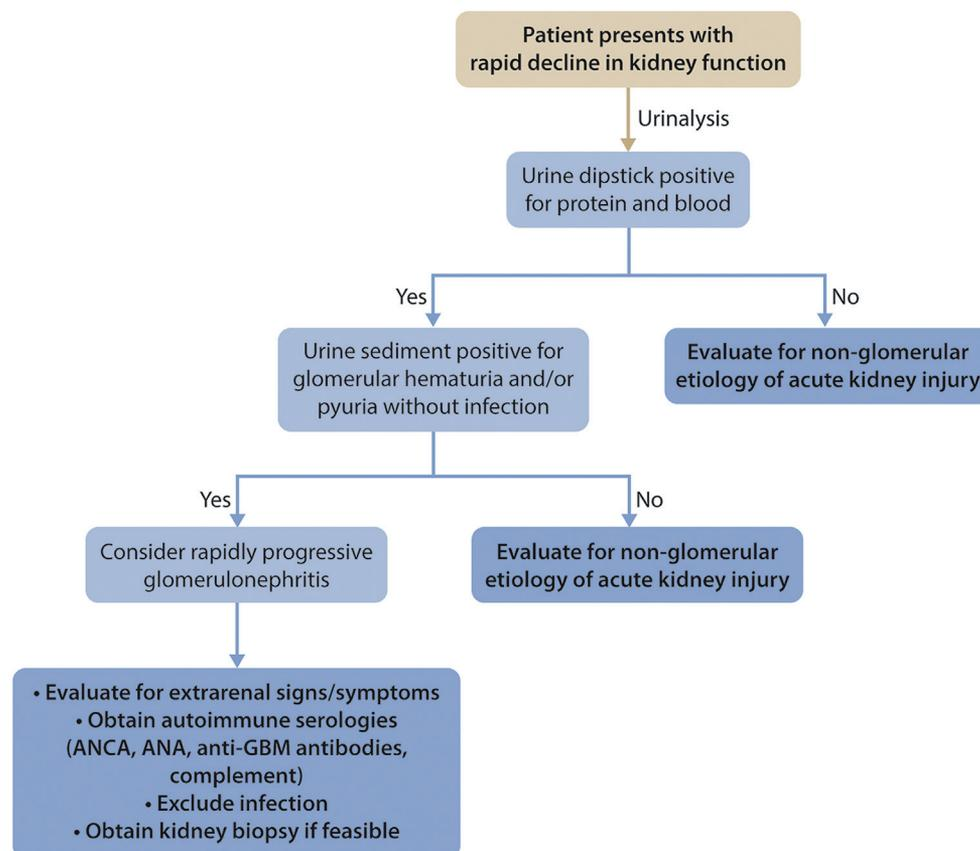 Patient presents with
rapid decline in kidney function
Urinalysis
Urine dipstick positive
for protein and blood
Yes
No
Urine sediment positive for
glomerular hematuria and/or
pyuria without infection
Evaluate for non-glomerular
etiology of acute kidney injury
Yes
No
Consider rapidly progressive
glomerulonephritis
Evaluate for non-glomerular
etiology of acute kidney injury
• Evaluate for extrarenal signs/symptoms
• Obtain autoimmune serologies
(ANCA, ANA, anti-GBM antibodies,
complement)
• Exclude infection
• Obtain kidney biopsy if feasible